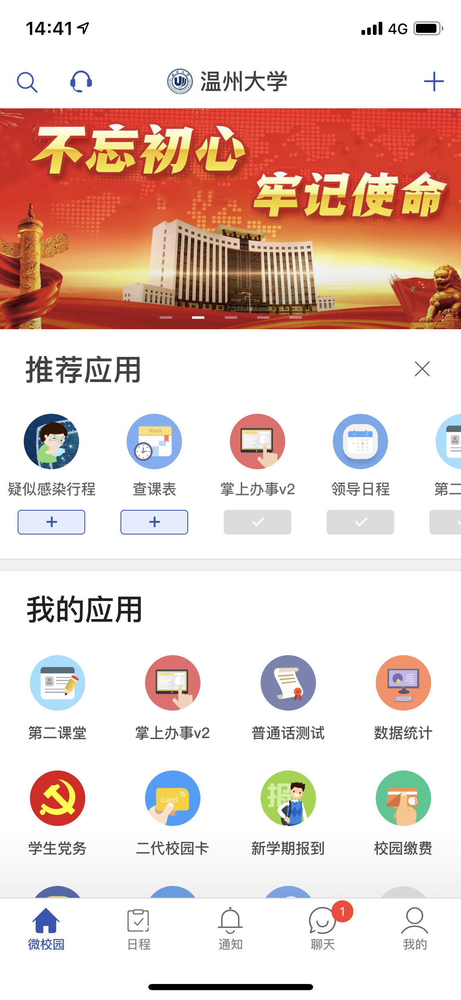 14:41
4G
温州大学
不忘初心
牢记使命
推荐应用
Week
疑似感染行程
查课表
掌上办事v2
领导日程
第二
我的应用
第二课堂
掌上办事v2
普通话测试
数据统计
card
报
学生党务
二代校园卡
新学期报到
校园缴费
1
微校园
日程
通知
聊天
我的